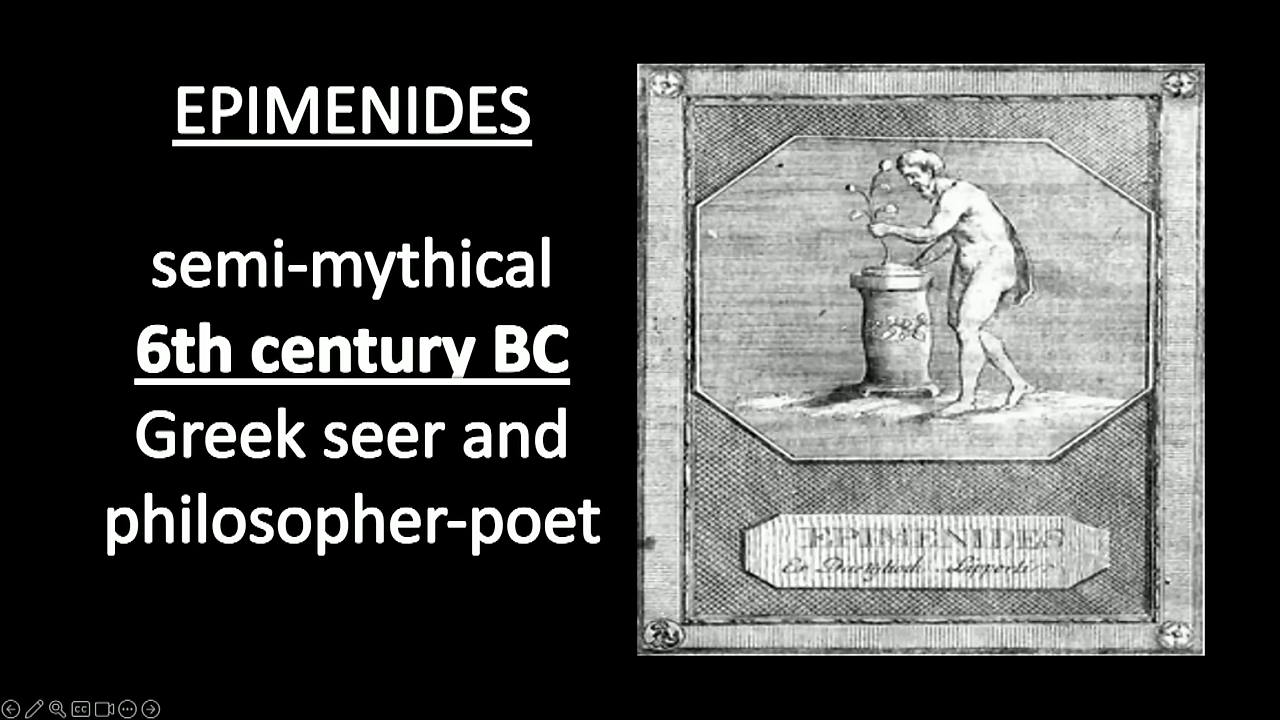 EPIMENIDES
semi-mythical
6th century BC
Greek seer and
philosopher-poet
EPIMENIDES